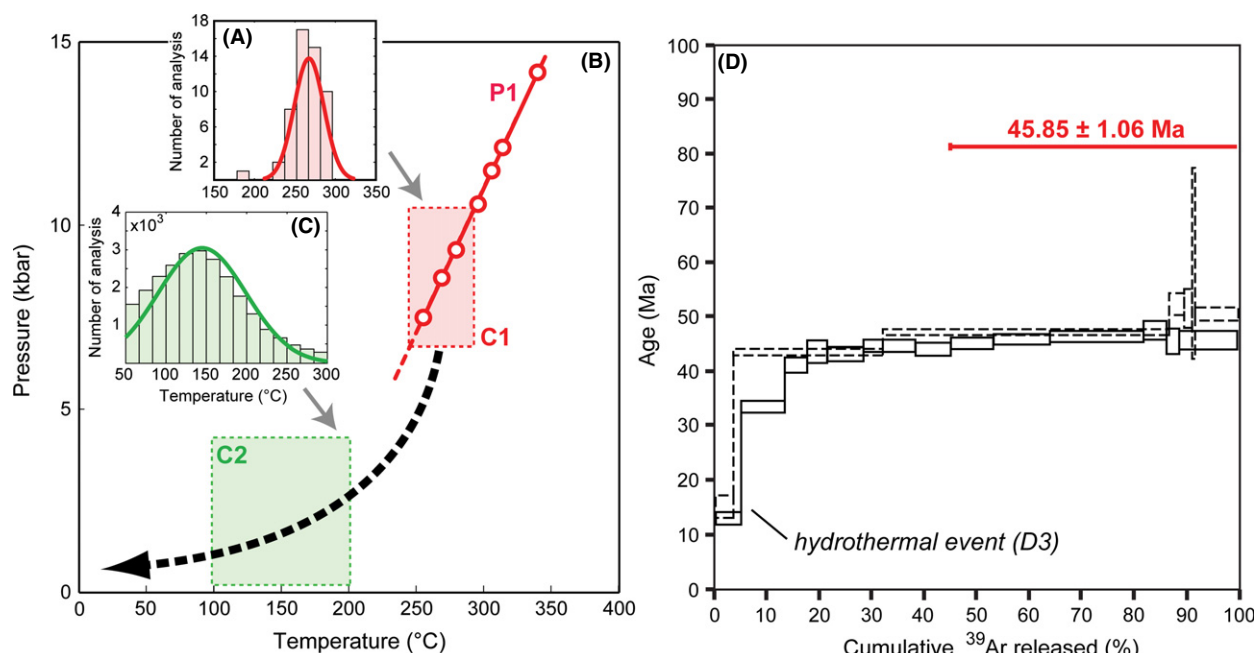 (A)
Number of analysis
18
14
10
6
2
150 200 250 300 350
(B)
P1
C1
C2
(C)
×10³
Number of analysis
4
3
2
1
50 100 150 200 250 300
Temperature (°C)
Pressure (kbar)
15
10
5
0
0 50 100 150 200 250 300 350 400
Temperature (°C)
(D)
45.85 ± 1.06 Ma
Age (Ma)
100
90
80
70
60
50
40
30
20
10
0
hydrothermal event (D3)
0 10 20 30 40 50 60 70 80 90 100
Cumulative ³⁹Ar released (%)